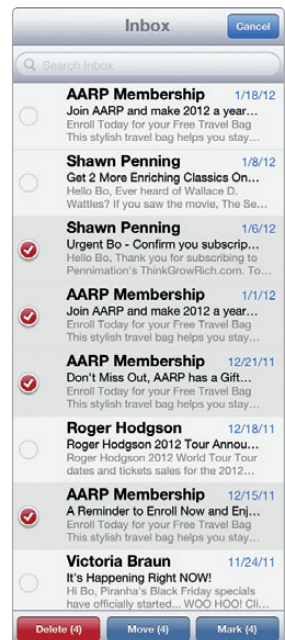 Inbox
Cancel
Search Inbox
AARP Membership 1/18/12
Join AARP and make 2012 a year...
Enroll Today for your Free Travel Bag
This stylish travel bag helps you stay...
Shawn Penning 1/8/12
Get 2 More Enriching Classics On...
Hello Bo, Ever heard of Wallace D.
Wattles? If you saw the movie, The Se...
Shawn Penning 1/6/12
Urgent Bo - Confirm you subscrip...
Hello Bo, Thank you for subscribing to
Pennimation's ThinkGrowRich.com. To...
AARP Membership 1/1/12
Join AARP and make 2012 a year...
Enroll Today for your Free Travel Bag
This stylish travel bag helps you stay...
AARP Membership 12/21/11
Don't Miss Out, AARP has a Gift...
Enroll Today for your Free Travel Bag
This stylish travel bag helps you stay...
Roger Hodgson 12/18/11
Roger Hodgson 2012 Tour Annou...
Roger Hodgson 2012 World Tour Tour
dates and tickets sales for the 2012...
AARP Membership 12/15/11
A Reminder to Enroll Now and Enj...
Enroll Today for your Free Travel Bag
This stylish travel bag helps you stay...
Victoria Braun 11/24/11
It's Happening Right NOW!
Hi Bo, Piranha's Black Friday specials
have officially started... WOO HOO! Cli...
Delete (4) Move (4) Mark (4)